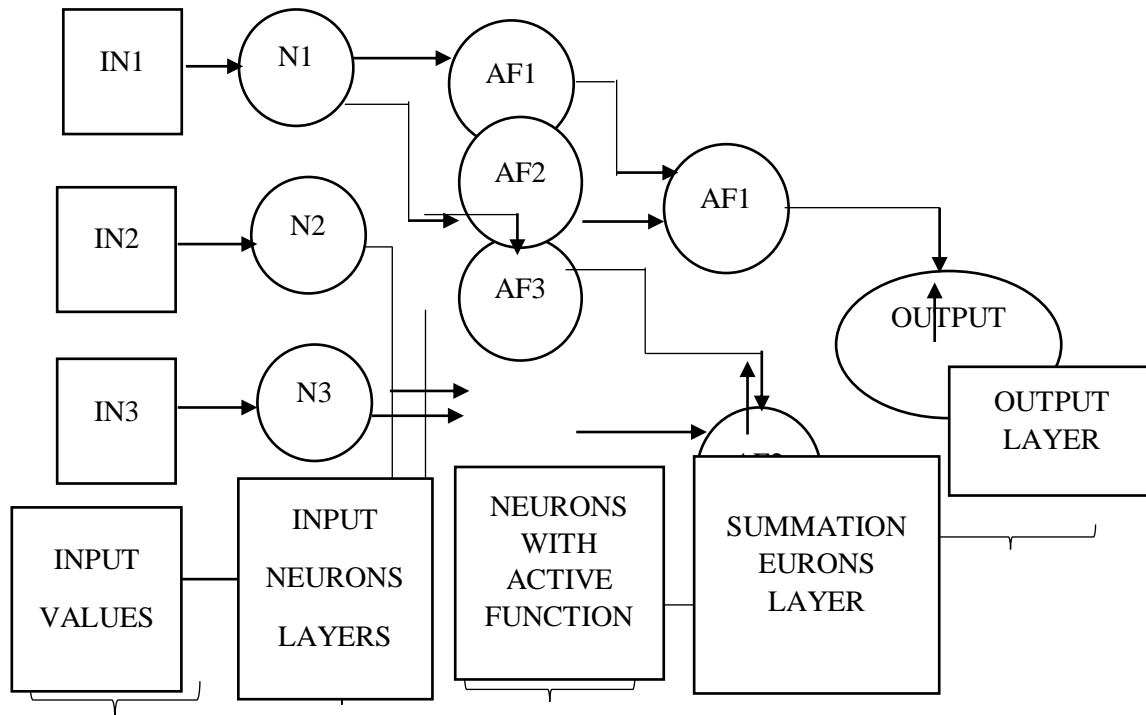 IN1
N1
AF1
AF2
AF1
IN2
N2
AF3
OUTPUT
IN3
N3
OUTPUT
LAYER
INPUT
VALUES
INPUT
NEURONS
LAYERS
NEURONS
WITH
ACTIVE
FUNCTION
SUMMATION
EURONS
LAYER